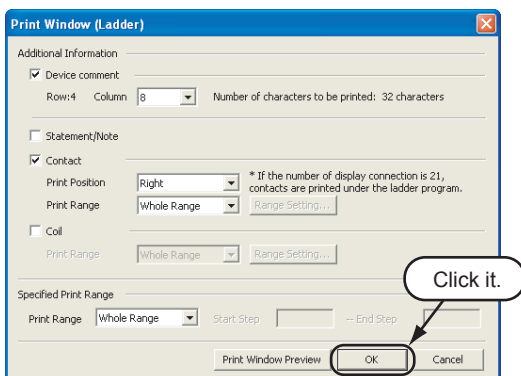 Print Window (Ladder)
Additional Information
Device comment
Row:4 Column 8 Number of characters to be printed: 32 characters
Statement/Note
Contact
Print Position Right * If the number of display connection is 21,
contacts are printed under the ladder program.
Print Range Whole Range Range Setting...
Coil
Print Range Whole Range Range Setting...
Click it.
Specified Print Range
Print Range Whole Range Start Step -- End Step
Print Window Preview OK Cancel